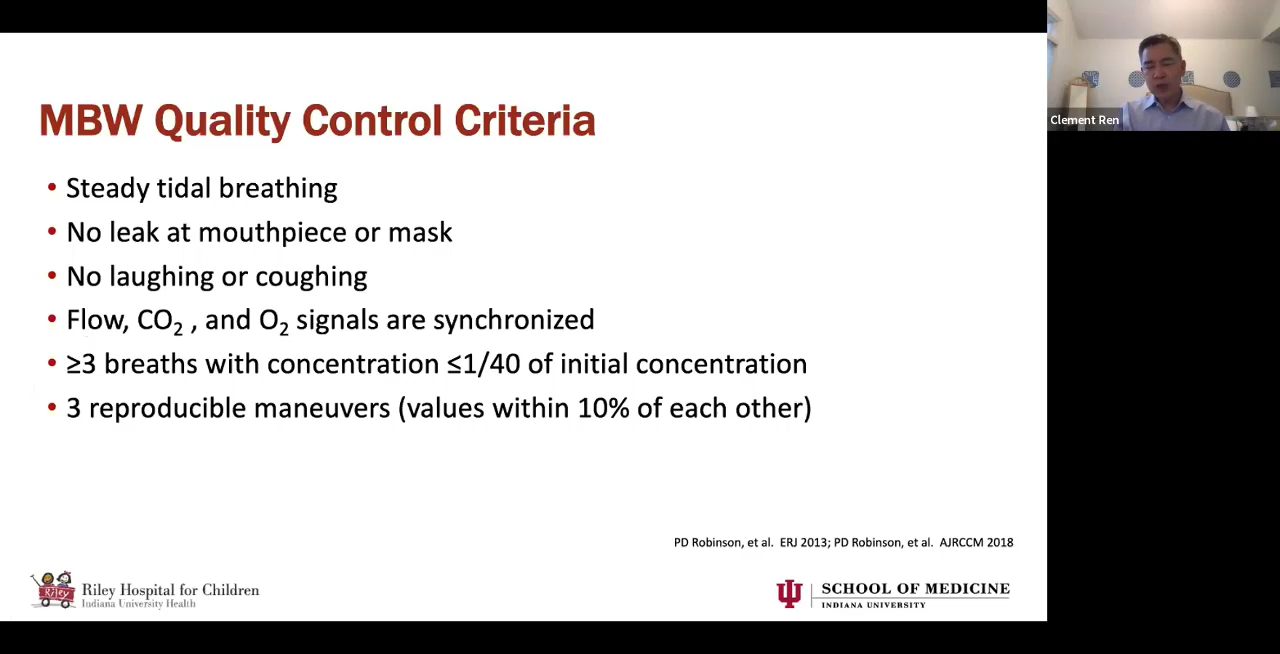 MBW Quality Control Criteria
• Steady tidal breathing
• No leak at mouthpiece or mask
• No laughing or coughing
• Flow, CO₂ , and O₂ signals are synchronized
• ≥3 breaths with concentration ≤1/40 of initial concentration
• 3 reproducible maneuvers (values within 10% of each other)
PD Robinson, et al. ERJ 2013; PD Robinson, et al. AJRCCM 2018
Riley
Riley Hospital for Children
Indiana University Health
SCHOOL OF MEDICINE
INDIANA UNIVERSITY
Clement Ren